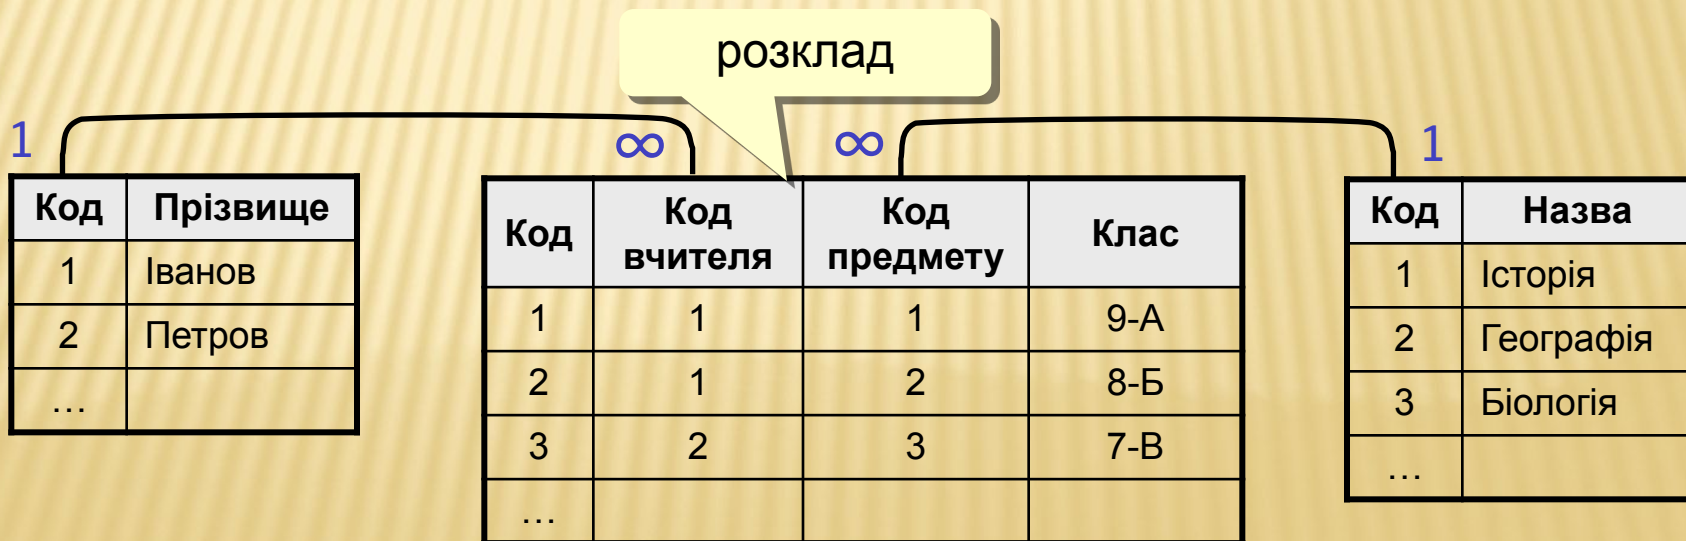 розклад
1 ∞ ∞ 1
Код Прізвище
1 Іванов
2 Петров
…
Код Код вчителя Код предмету Клас
1 1 1 9-А
2 1 2 8-Б
3 2 3 7-В
…
Код Назва
1 Історія
2 Географія
3 Біологія
…